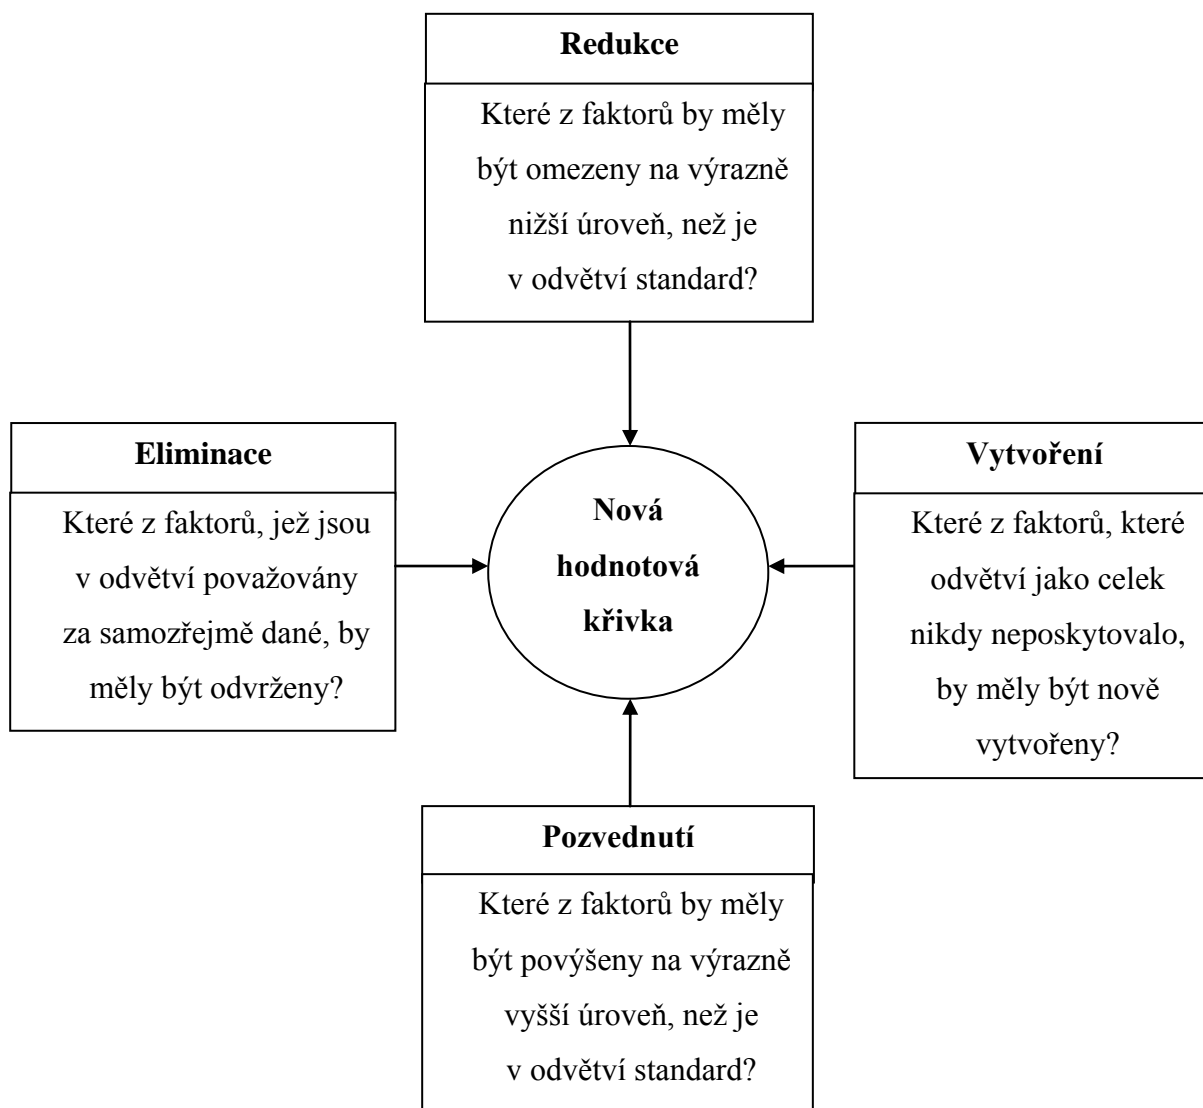 Redukce
Které z faktorů by měly
být omezeny na výrazně
nižší úroveň, než je
v odvětví standard?
Eliminace
Které z faktorů, jež jsou
v odvětví považovány
za samozřejmě dané, by
měly být odvrženy?
Nová
hodnotová
křivka
Vytvoření
Které z faktorů, které
odvětví jako celek
nikdy neposkytovalo,
by měly být nově
vytvořeny?
Pozvednutí
Které z faktorů by měly
být povýšeny na výrazně
vyšší úroveň, než je
v odvětví standard?